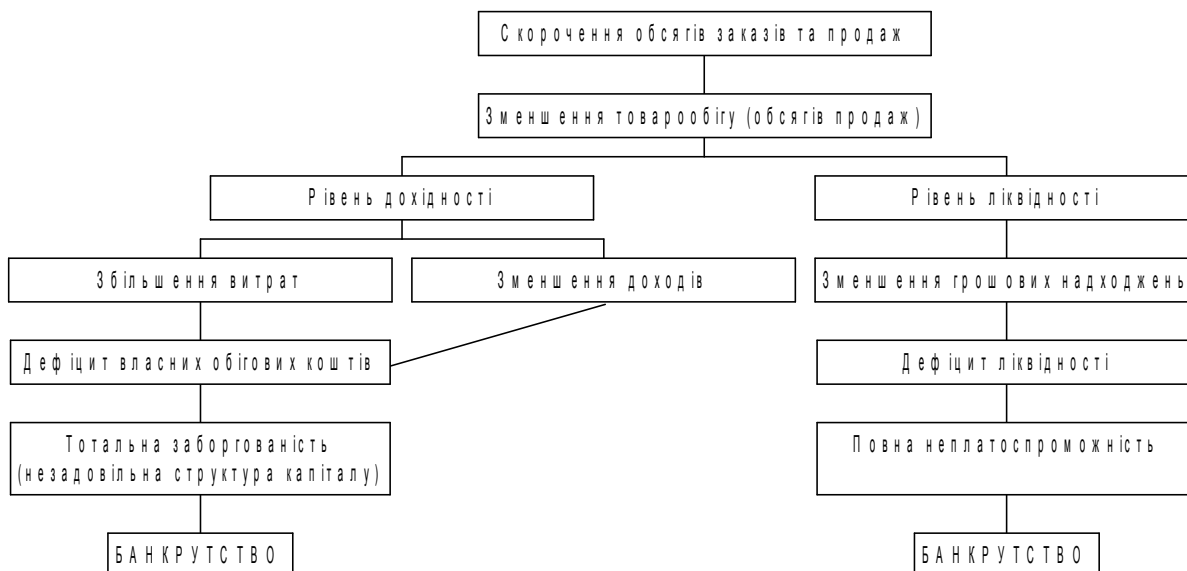 Скорочення обсягів заказів та продаж
Зменшення товарообігу (обсягів продаж)
Рівень дохідності
Рівень ліквідності
Збільшення витрат
Зменшення доходів
Зменшення грошових надходжень
Дефіцит власних обігових коштів
Дефіцит ліквідності
Тотальна заборгованість
(незадовільна структура капіталу)
Повна неплатоспроможність
БАНКРУТСТВО
БАНКРУТСТВО